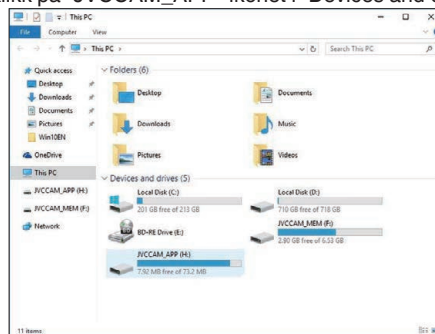 This PC
File Computer View
This PC
Search This PC
Quick access
Desktop
Downloads
Documents
Pictures
Win10EN
OneDrive
This PC
JVCCAM_APP (H:)
JVCCAM_MEM (F:)
Network
Folders (6)
Desktop
Documents
Downloads
Music
Pictures
Videos
Devices and drives (5)
Local Disk (C:)
201 GB free of 213 GB
Local Disk (D:)
710 GB free of 718 GB
BD-RE Drive (E:)
JVCCAM_MEM (F:)
2.80 GB free of 6.53 GB
JVCCAM_APP (H:)
7.92 MB free of 73.2 MB
11 items